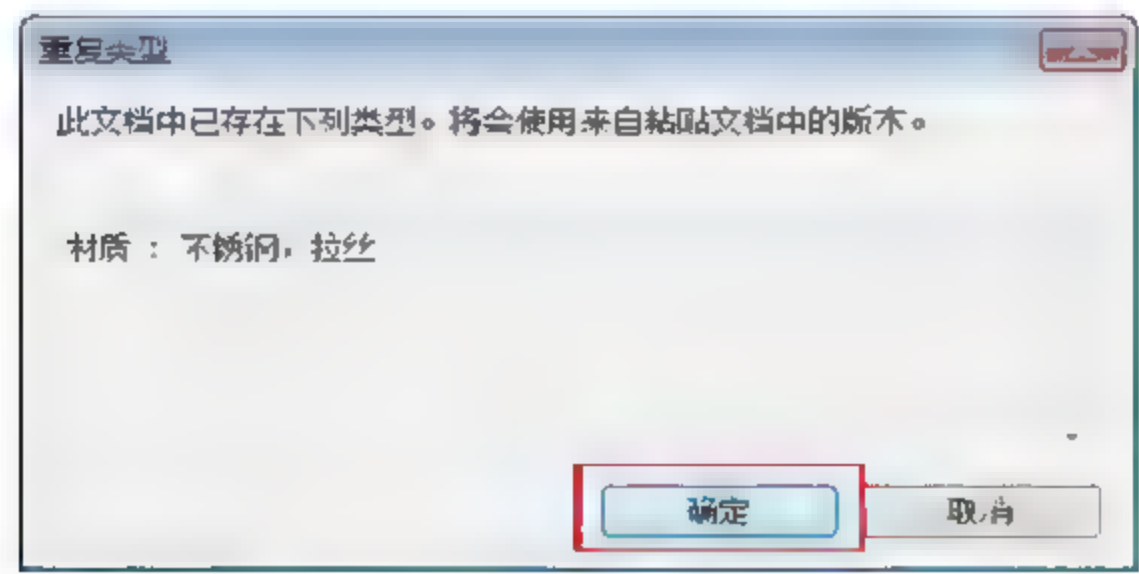 重复类型
此文档中已存在下列类型。将会使用来自粘贴文档中的版本。
材质 : 不锈钢，拉丝
确定
取消